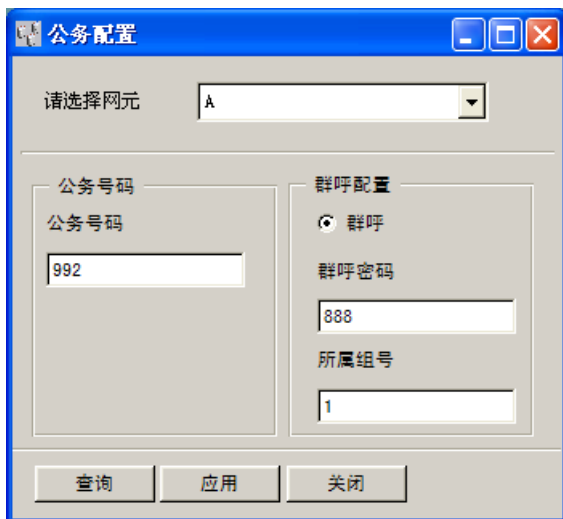 公务配置
请选择网元 A
公务号码
公务号码
992
群呼配置
群呼
群呼密码
888
所属组号
1
查询 应用 关闭